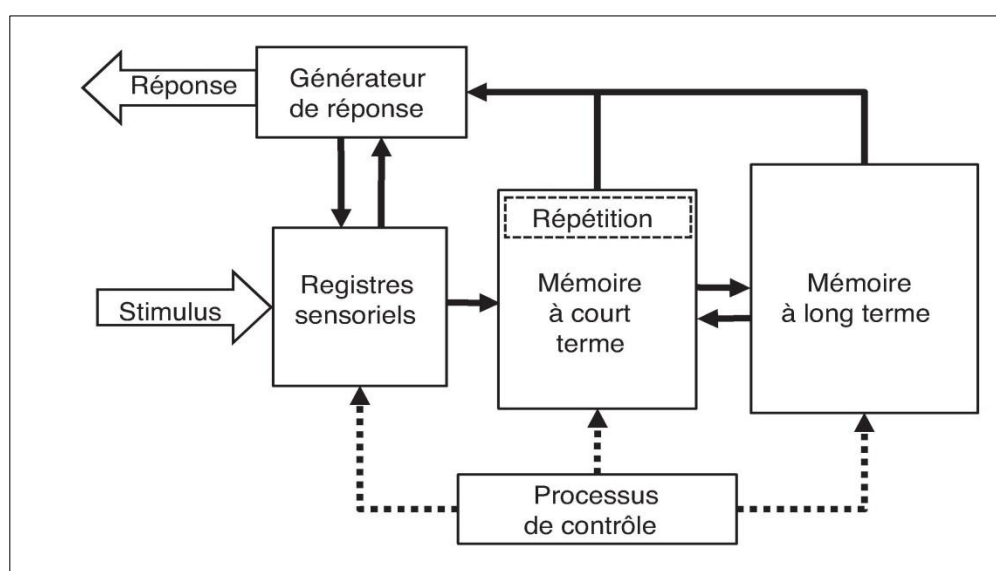 Réponse
Générateur
de réponse
Répétition
Stimulus
Registres
sensoriels
Mémoire
à court
terme
Mémoire
à long terme
Processus
de contrôle